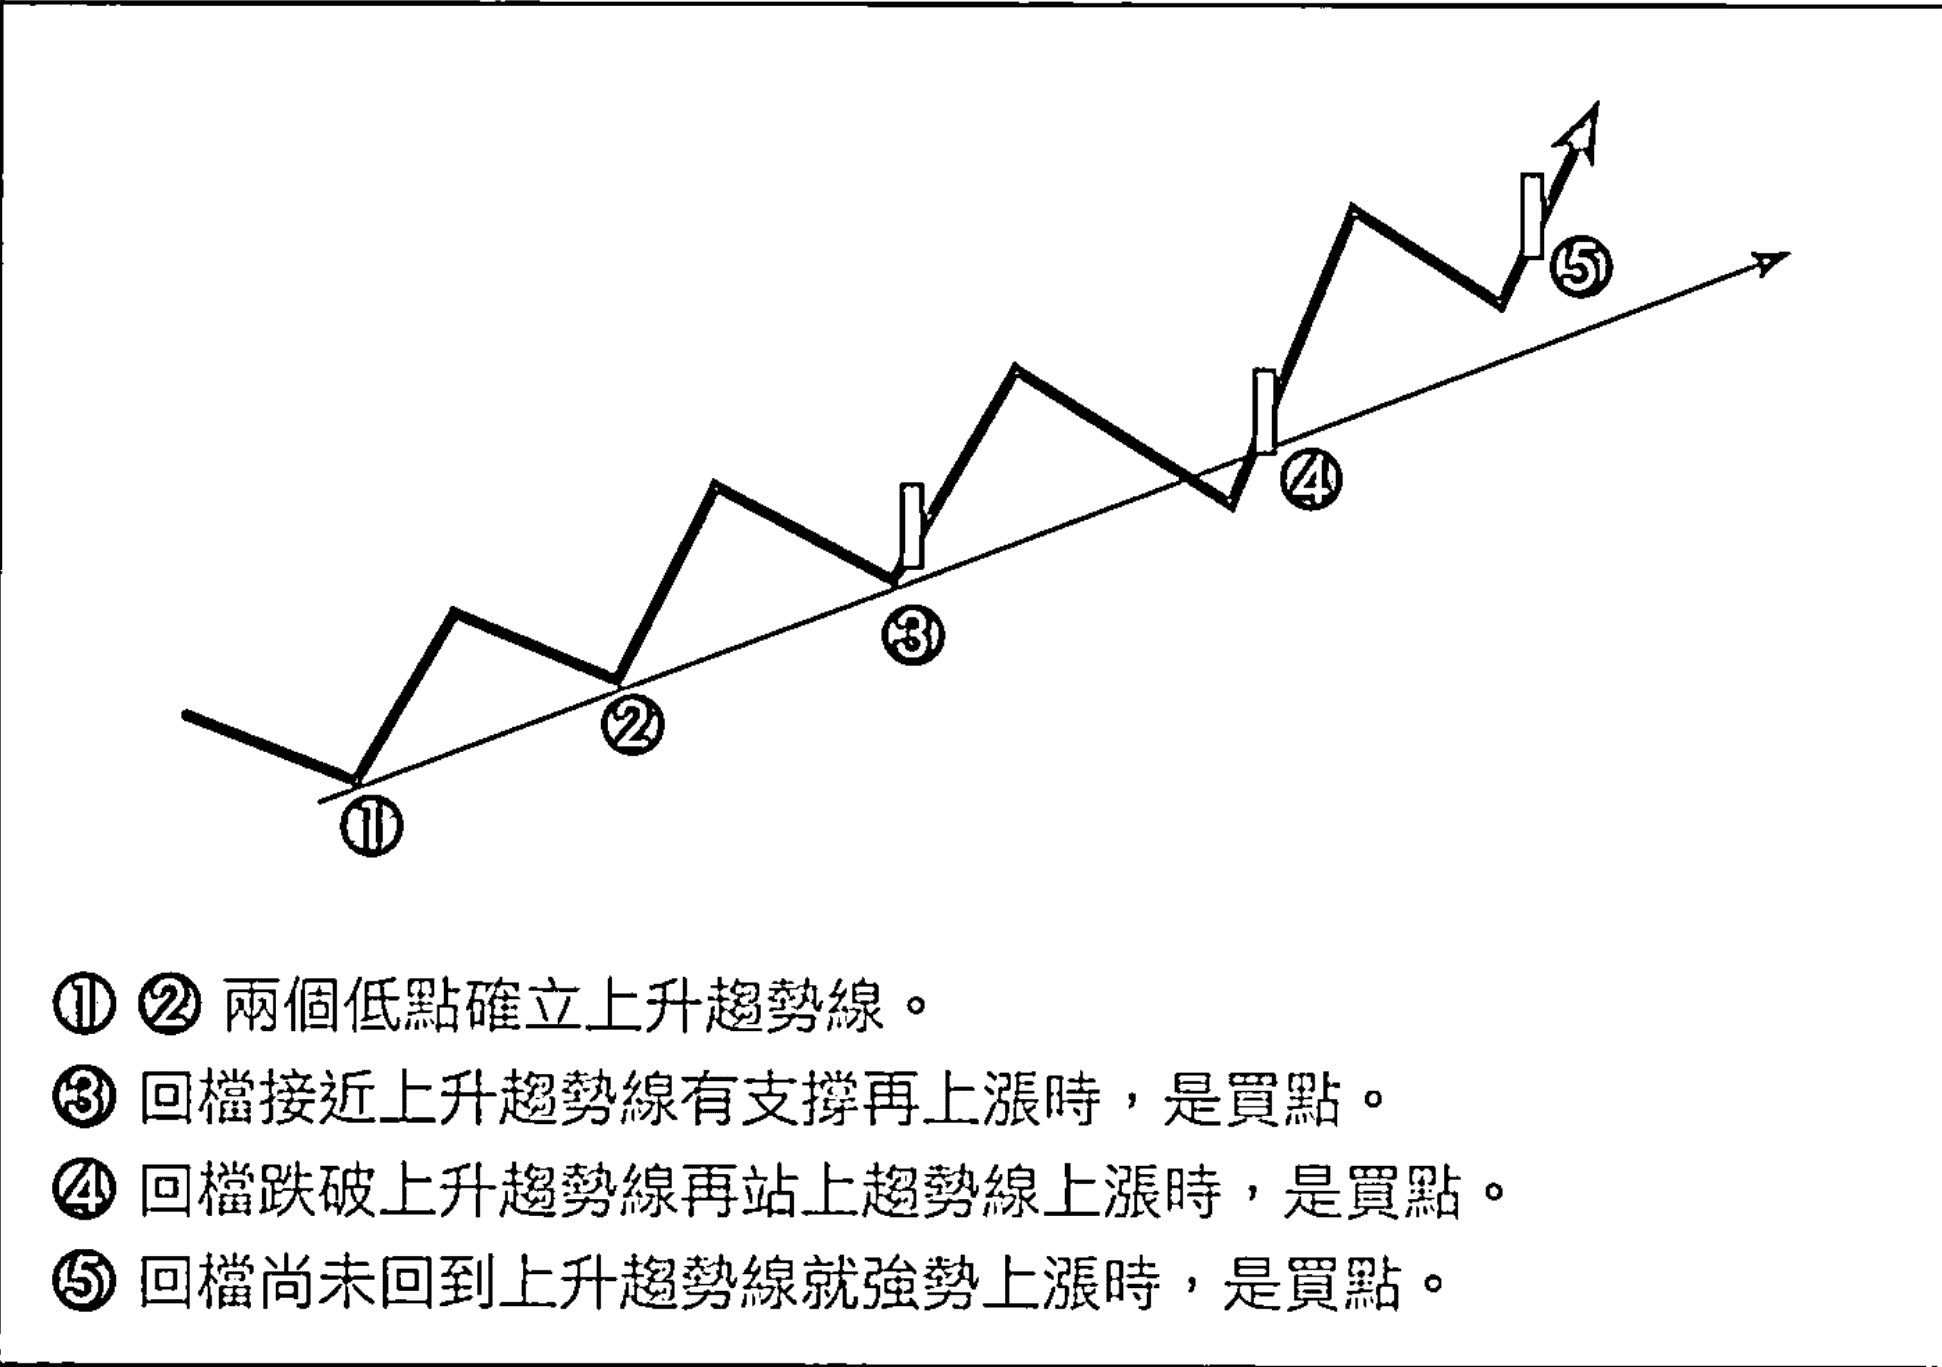 ⑤
④
③
②
①
① ② 兩個低點確立上升趨勢線。
③ 回檔接近上升趨勢線有支撐再上漲時，是買點。
④ 回檔跌破上升趨勢線再站上趨勢線上漲時，是買點。
⑤ 回檔尚未回到上升趨勢線就強勢上漲時，是買點。